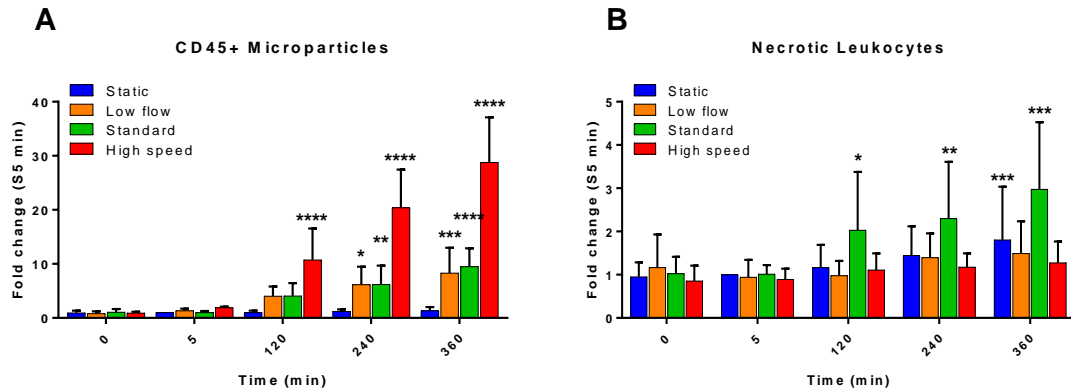 A
CD45+ Microparticles
Static
Low flow
Standard
High speed
Fold change (S5 min)
40
30
20
10
0
****
*
**
****
***
****
****
0
5
120
240
360
Time (min)
B
Necrotic Leukocytes
Static
Low flow
Standard
High speed
Fold change (S5 min)
5
4
3
2
1
0
*
**
***
***
0
5
120
240
360
Time (min)